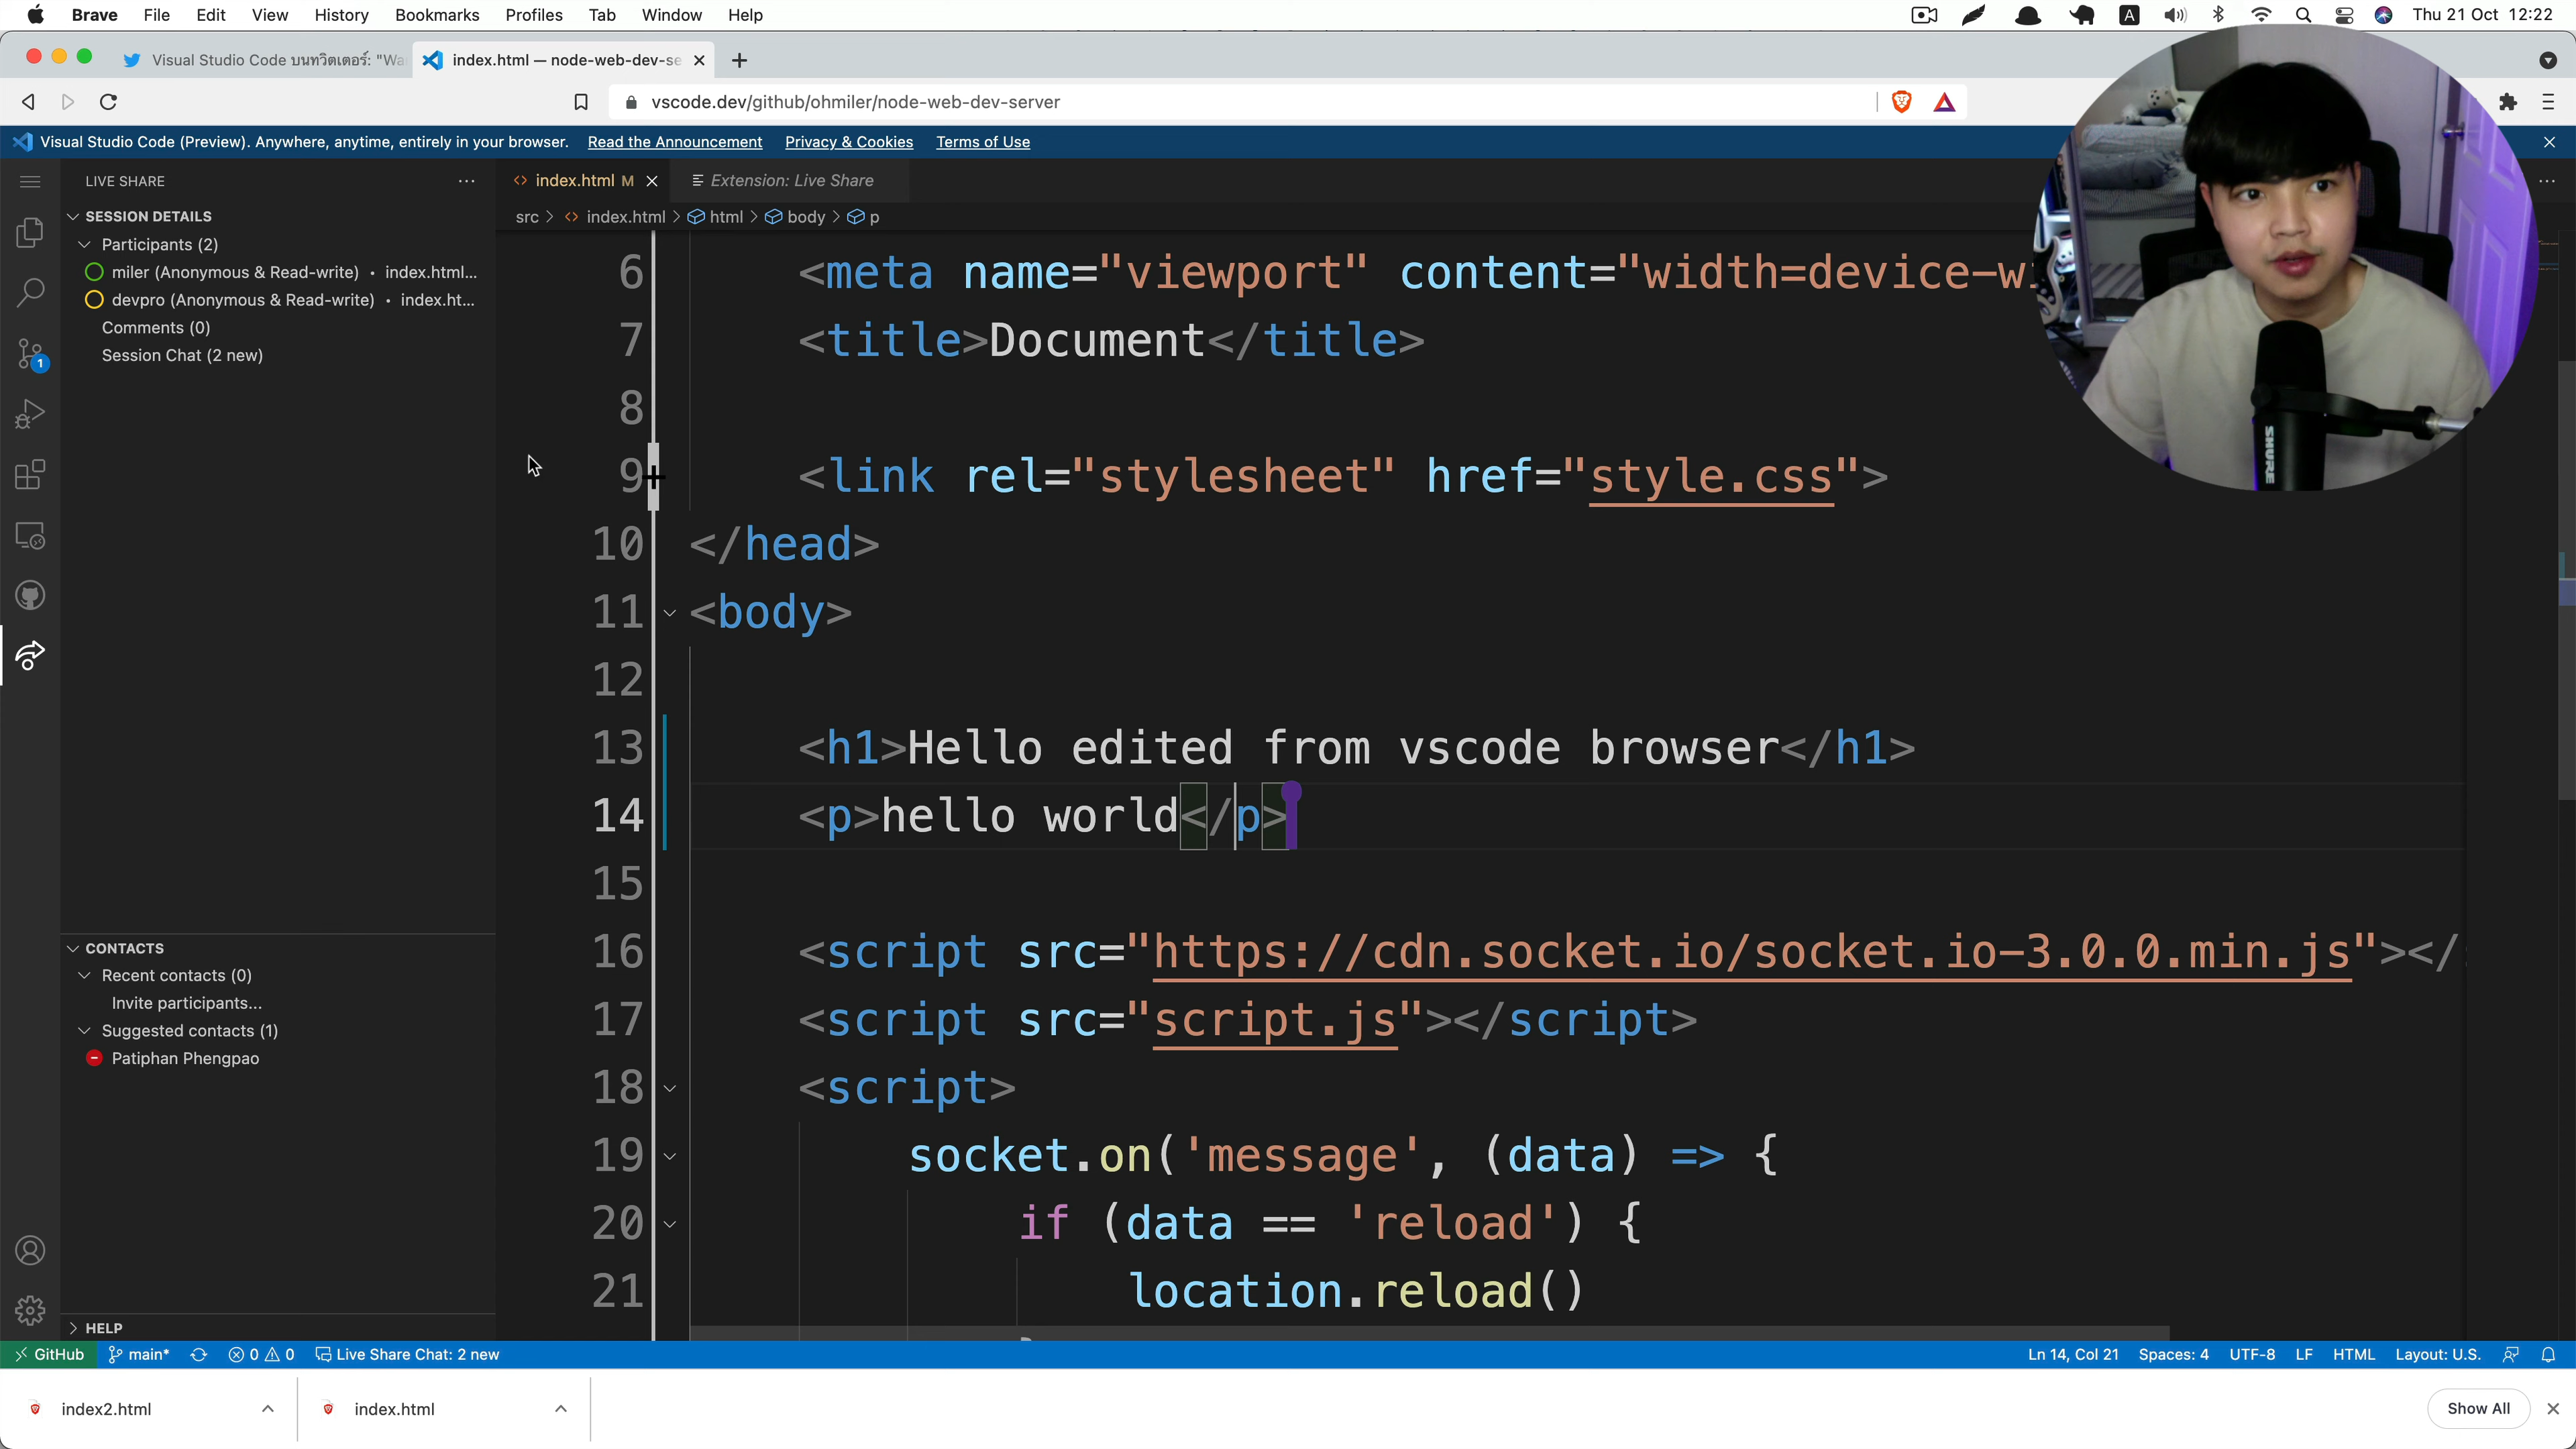 Brave File Edit View History Bookmarks Profiles Tab Window Help
A Thu 21 Oct 12:22
Visual Studio Code บนทวิตเตอร์: "Wa
index.html — node-web-dev-se
vscode.dev/github/ohmiler/node-web-dev-server
Visual Studio Code (Preview). Anywhere, anytime, entirely in your browser. Read the Announcement Privacy & Cookies Terms of Use
LIVE SHARE
SESSION DETAILS
Participants (2)
miler (Anonymous & Read-write) • index.html...
devpro (Anonymous & Read-write) • index.ht...
Comments (0)
Session Chat (2 new)
1
CONTACTS
Recent contacts (0)
Invite participants...
Suggested contacts (1)
Patiphan Phengpao
HELP
index.html M
Extension: Live Share
src > index.html > html > body > p
6 <meta name="viewport" content="width=device-wi
7 <title>Document</title>
8
9 <link rel="stylesheet" href="style.css">
10 </head>
11 <body>
12
13 <h1>Hello edited from vscode browser</h1>
14 <p>hello world</p>
15
16 <script src="https://cdn.socket.io/socket.io-3.0.0.min.js"></
17 <script src="script.js"></script>
18 <script>
19 socket.on('message', (data) => {
20 if (data == 'reload') {
21 location.reload()
SHURE
GitHub main* 0 0 Live Share Chat: 2 new
Ln 14, Col 21 Spaces: 4 UTF-8 LF HTML Layout: U.S.
index2.html
index.html
Show All